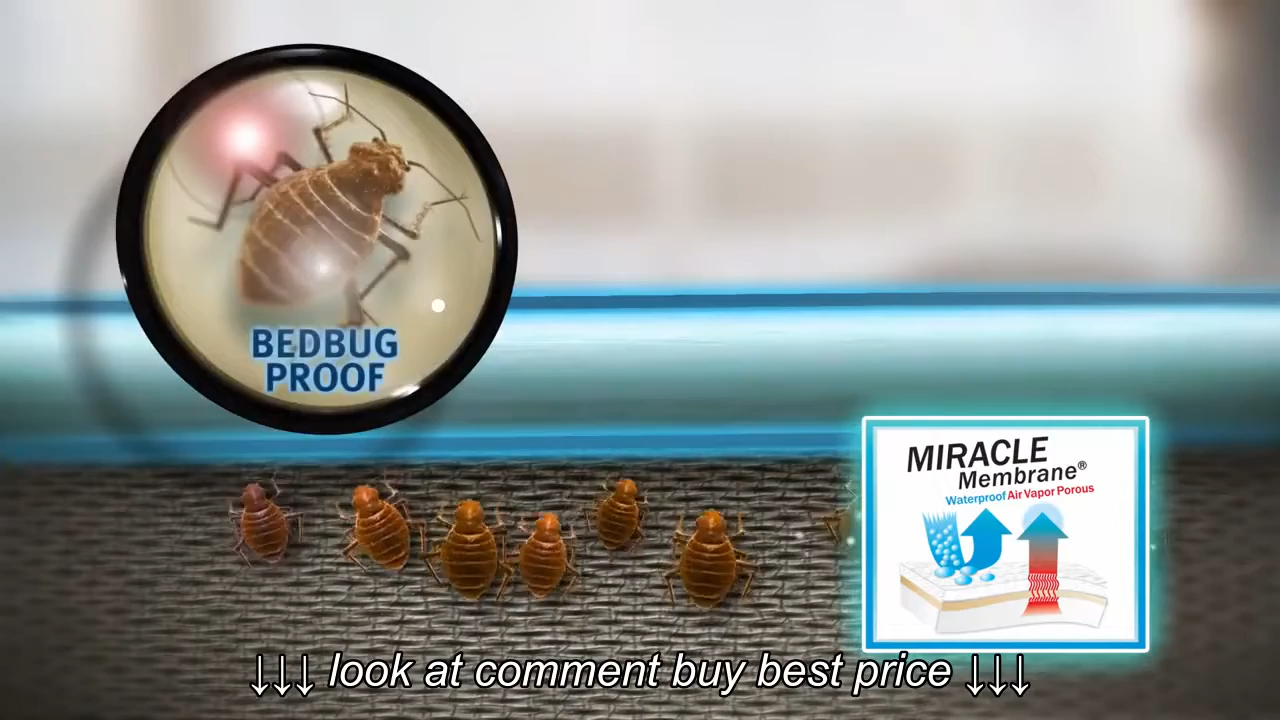 BEDBUG
PROOF
MIRACLE
Membrane®
Waterproof Air Vapor Porous
↓↓↓ look at comment buy best price ↓↓↓